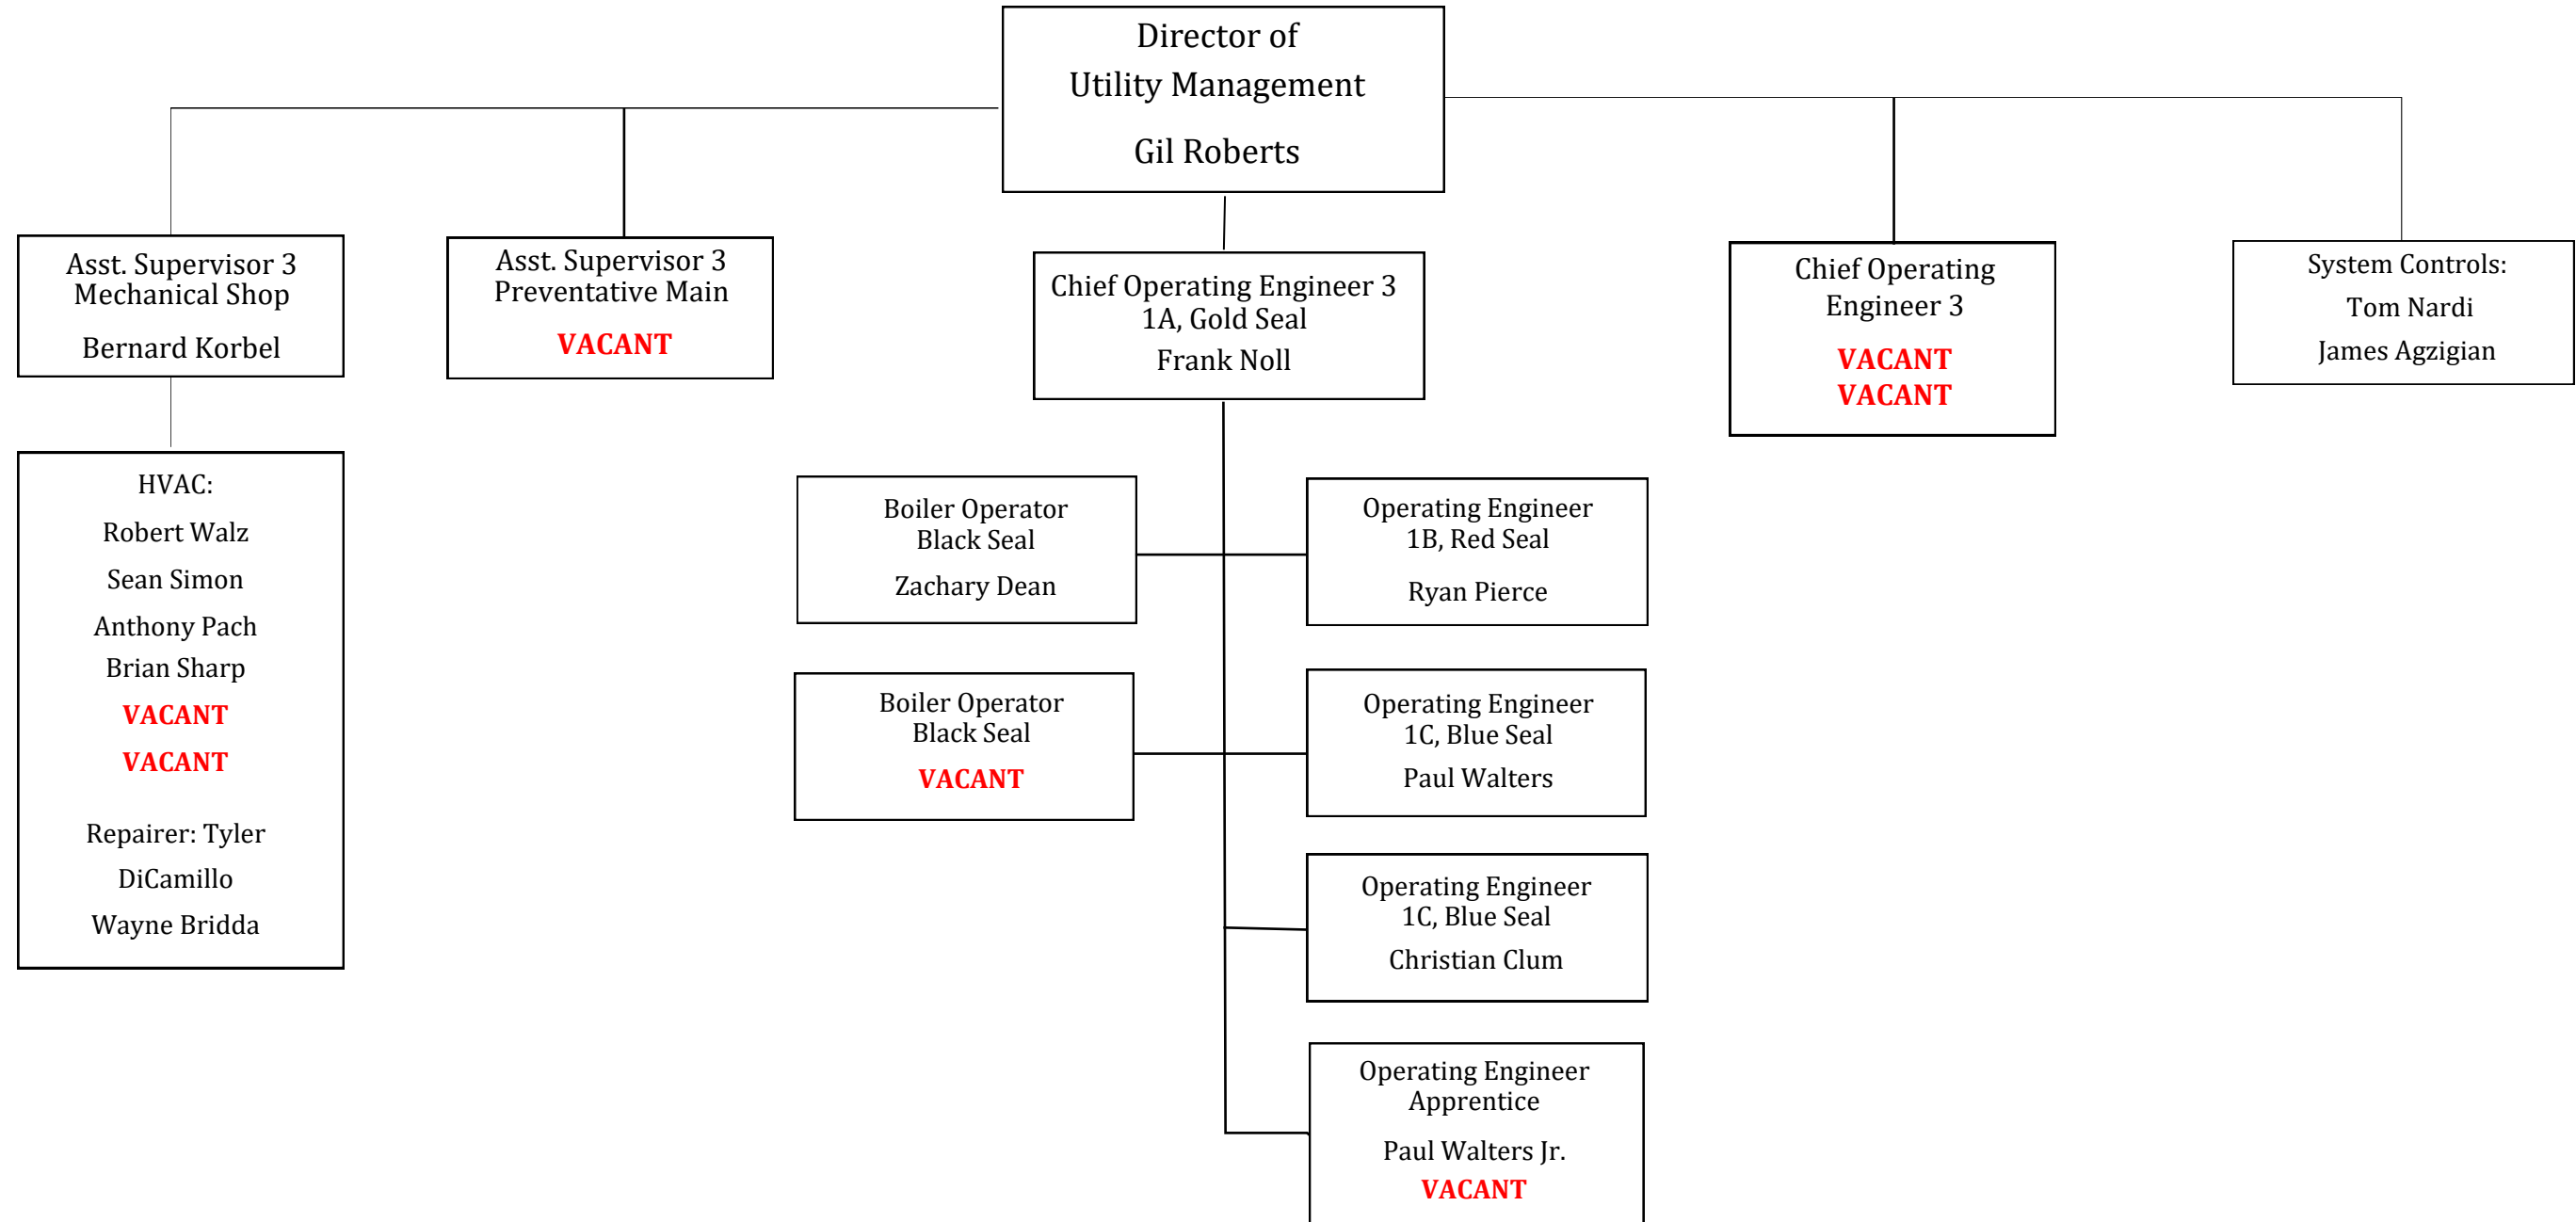 Director of
Utility Management
Gil Roberts
Asst. Supervisor 3
Mechanical Shop
Bernard Korbel
Asst. Supervisor 3
Preventative Main
VACANT
Chief Operating Engineer 3
1A, Gold Seal
Frank Noll
Chief Operating
Engineer 3
VACANT
VACANT
System Controls:
Tom Nardi
James Agzigian
HVAC:
Robert Walz
Sean Simon
Anthony Pach
Brian Sharp
VACANT
VACANT
Repairer: Tyler
DiCamillo
Wayne Bridda
Boiler Operator
Black Seal
Zachary Dean
Operating Engineer
1B, Red Seal
Ryan Pierce
Boiler Operator
Black Seal
VACANT
Operating Engineer
1C, Blue Seal
Paul Walters
Operating Engineer
1C, Blue Seal
Christian Clum
Operating Engineer
Apprentice
Paul Walters Jr.
VACANT